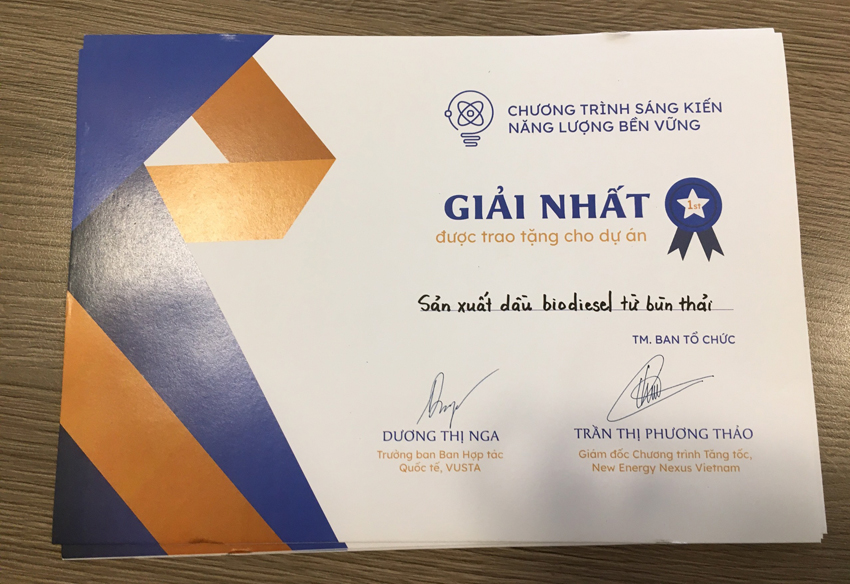 CHƯƠNG TRÌNH SÁNG KIẾN
NĂNG LƯỢNG BỀN VỮNG
GIẢI NHẤT
1ST
được trao tặng cho dự án
Sản xuất dầu biodiesel từ bùn thải
TM. BAN TỔ CHỨC
DƯƠNG THỊ NGA
Trưởng ban Ban Hợp tác
Quốc tế, VUSTA
TRẦN THỊ PHƯƠNG THẢO
Giám đốc Chương trình Tăng tốc,
New Energy Nexus Vietnam